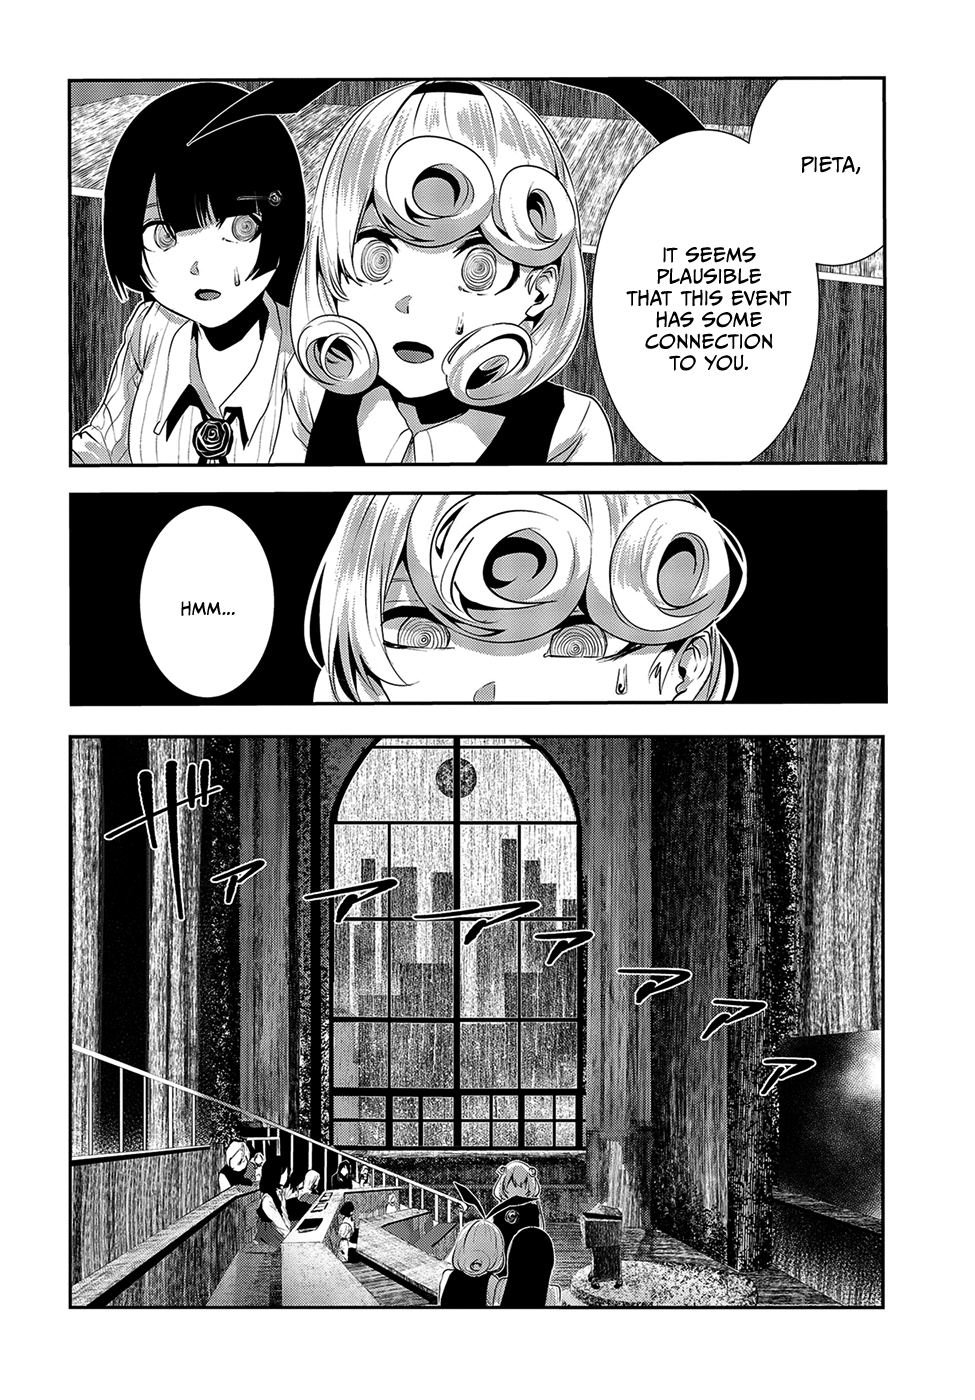 PIETA,
IT SEEMS
PLAUSIBLE
THAT THIS EVENT
HAS SOME
CONNECTION
TO YOU.
HMM...
ザアァァァァァァ